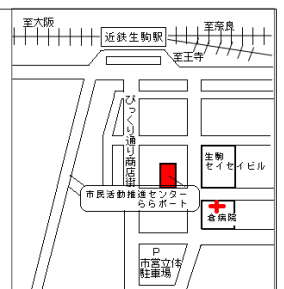 至大阪
近鉄生駒駅
至奈良
至王寺
びっくり通り商店街
生駒
セイセイビル
市民活動推進センター
ららポート
倉病院
P
市営立体
駐車場